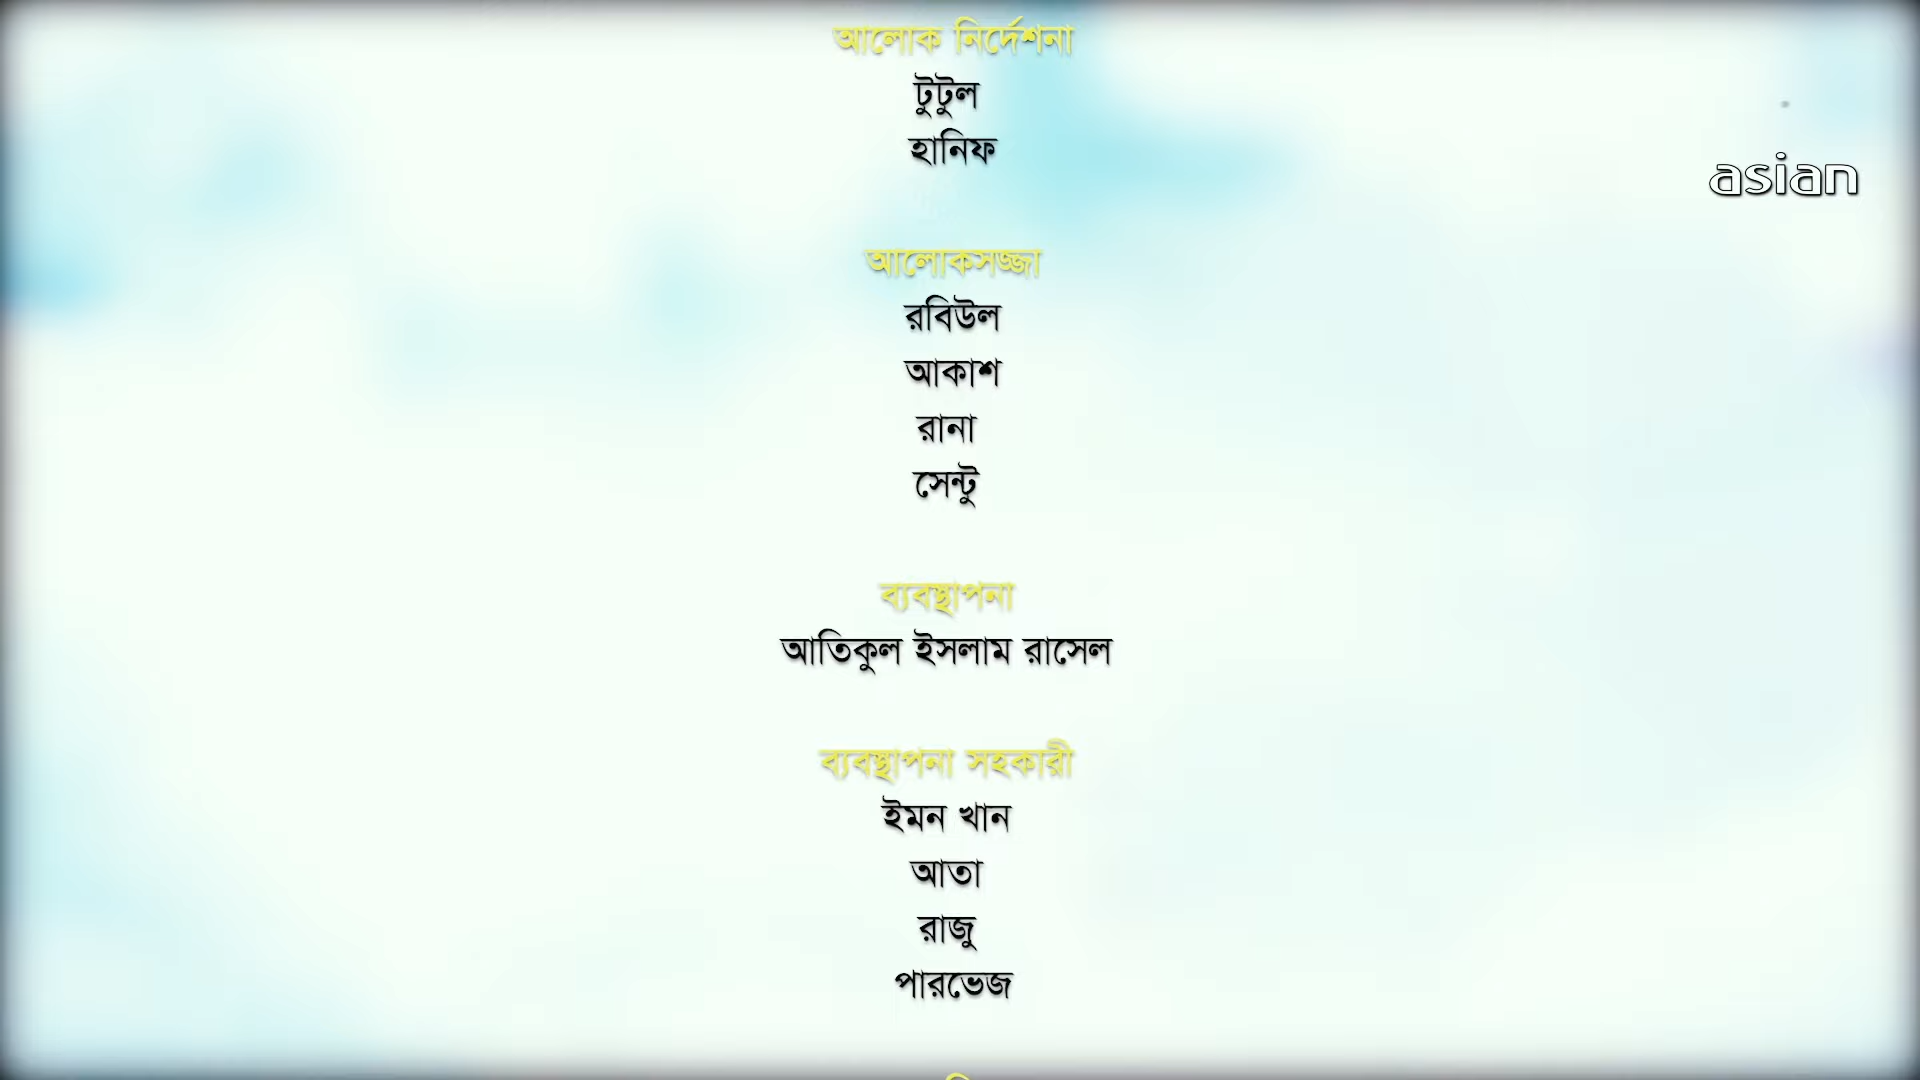 আলোক নির্দেশনা
টুটুল
হানিফ
asian
আলোকসজ্জা
রবিউল
আকাশ
রানা
সেন্টু
ব্যবস্থাপনা
আতিকুল ইসলাম রাসেল
ব্যবস্থাপনা সহকারী
ইমন খান
আতা
রাজু
পারভেজ